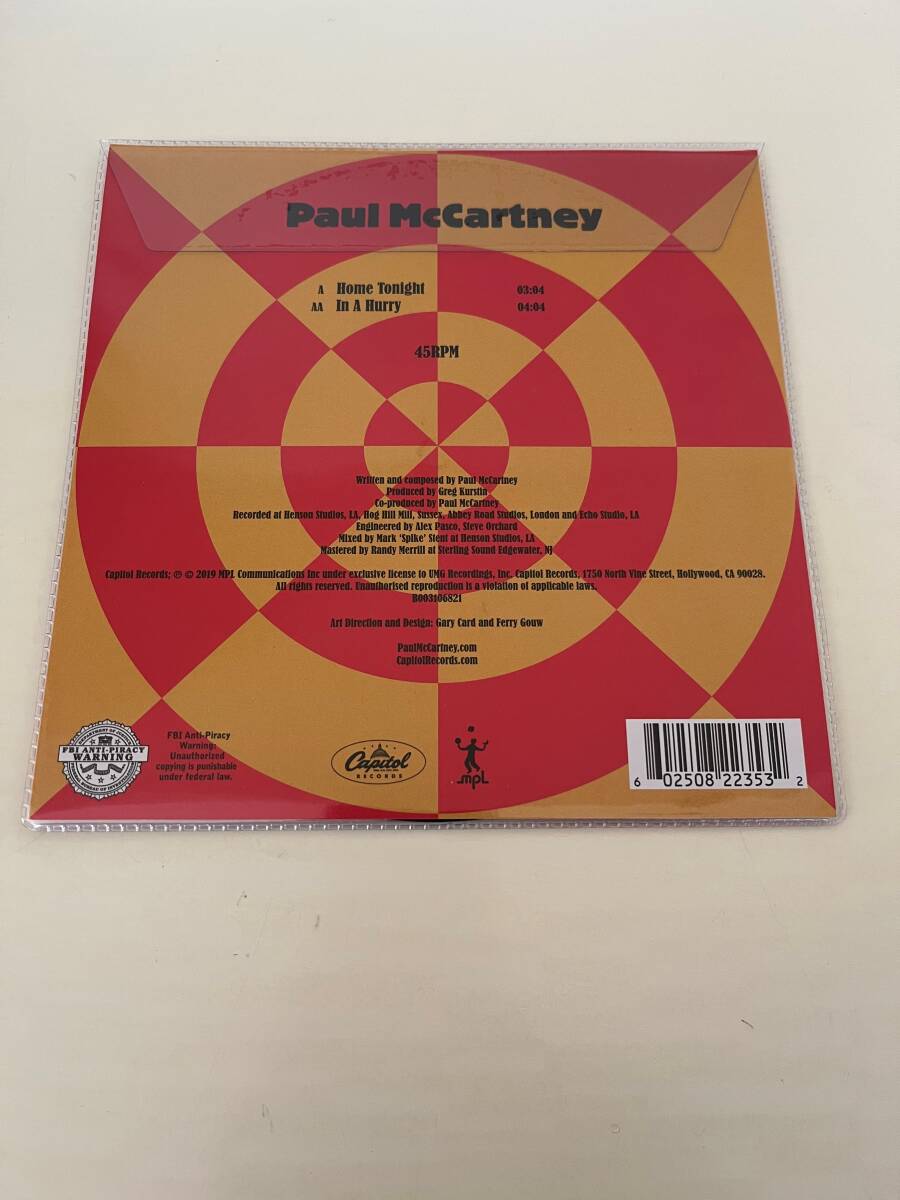 Paul McCartney
A Home Tonight 03:04
AA In A Hurry 04:04
45RPM
Written and composed by Paul McCartney
Produced by Greg Kurstin
Co-produced by Paul McCartney
Recorded at Henson Studios, LA, Hog Hill Mill, Sussex, Abbey Road Studios, London and Echo Studio, LA
Engineered by Alex Pasco, Steve Orchard
Mixed by Mark 'Spike' Stent at Henson Studios, LA
Mastered by Randy Merrill at Sterling Sound Edgewater, NJ
Capitol Records; ℗ © 2019 MPL Communications Inc under exclusive license to UMG Recordings, Inc. Capitol Records, 1750 North Vine Street, Hollywood, CA 90028.
All rights reserved. Unauthorised reproduction is a violation of applicable laws.
B003106821
Art Direction and Design: Gary Card and Ferry Gouw
PaulMcCartney.com
CapitolRecords.com
DEPARTMENT OF JUSTICE
FBI ANTI-PIRACY
WARNING
FBI Anti-Piracy
Warning:
Unauthorized
copying is punishable
under federal law.
Capitol
RECORDS
mpl
6 02508 22353 2